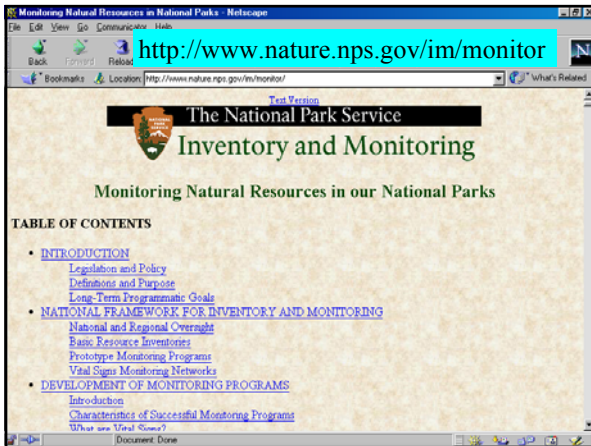 Monitoring Natural Resources in National Parks - Netscape
File Edit View Go Communicator Help
http://www.nature.nps.gov/im/monitor
Back Forward Reload
Bookmarks Location: http://www.nature.nps.gov/im/monitor/ What's Related
Text Version
The National Park Service
Inventory and Monitoring
Monitoring Natural Resources in our National Parks
TABLE OF CONTENTS
• INTRODUCTION
Legislation and Policy
Definitions and Purpose
Long-Term Programmatic Goals
• NATIONAL FRAMEWORK FOR INVENTORY AND MONITORING
National and Regional Oversight
Basic Resource Inventories
Prototype Monitoring Programs
Vital Signs Monitoring Networks
• DEVELOPMENT OF MONITORING PROGRAMS
Introduction
Characteristics of Successful Monitoring Programs
What are Vital Signs?
Document: Done